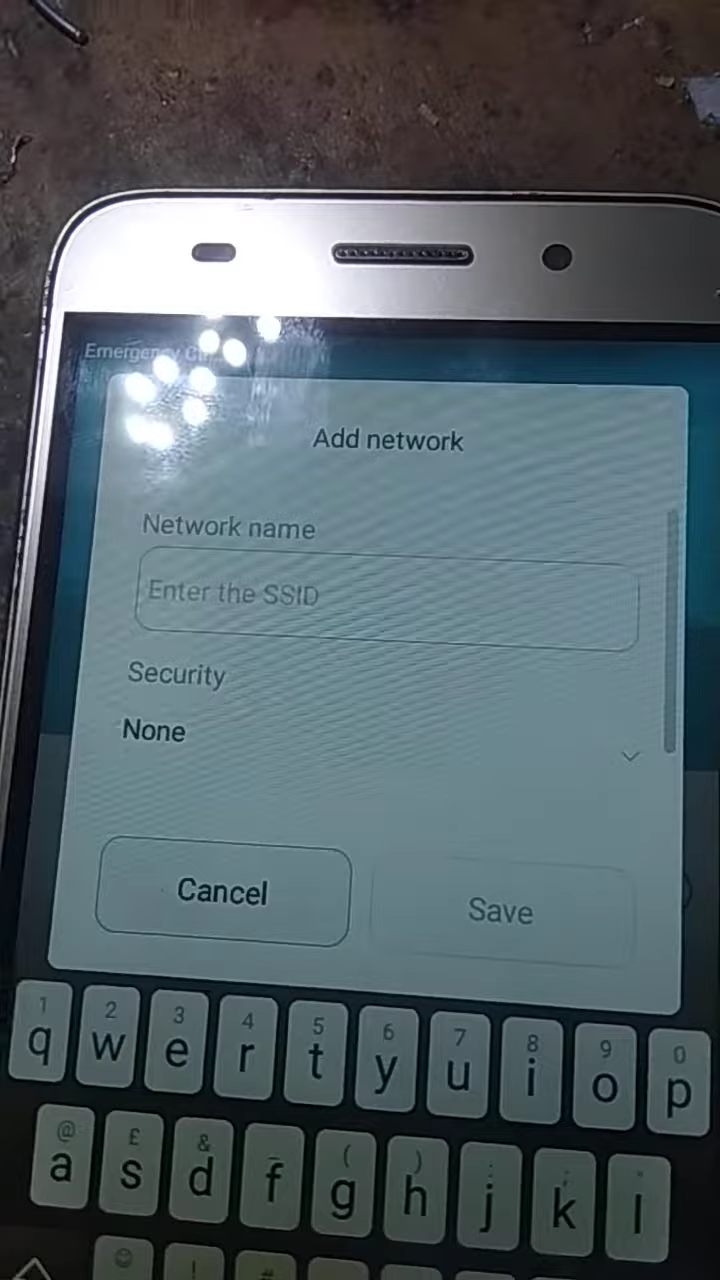 Emergency
Add network
Network name
Enter the SSID
Security
None
Cancel
Save
1 2 3 4 5 6 7 8 9 0
q w e r t y u i o p
@ £ & ( ) : ;
a s d f g h j k l
!